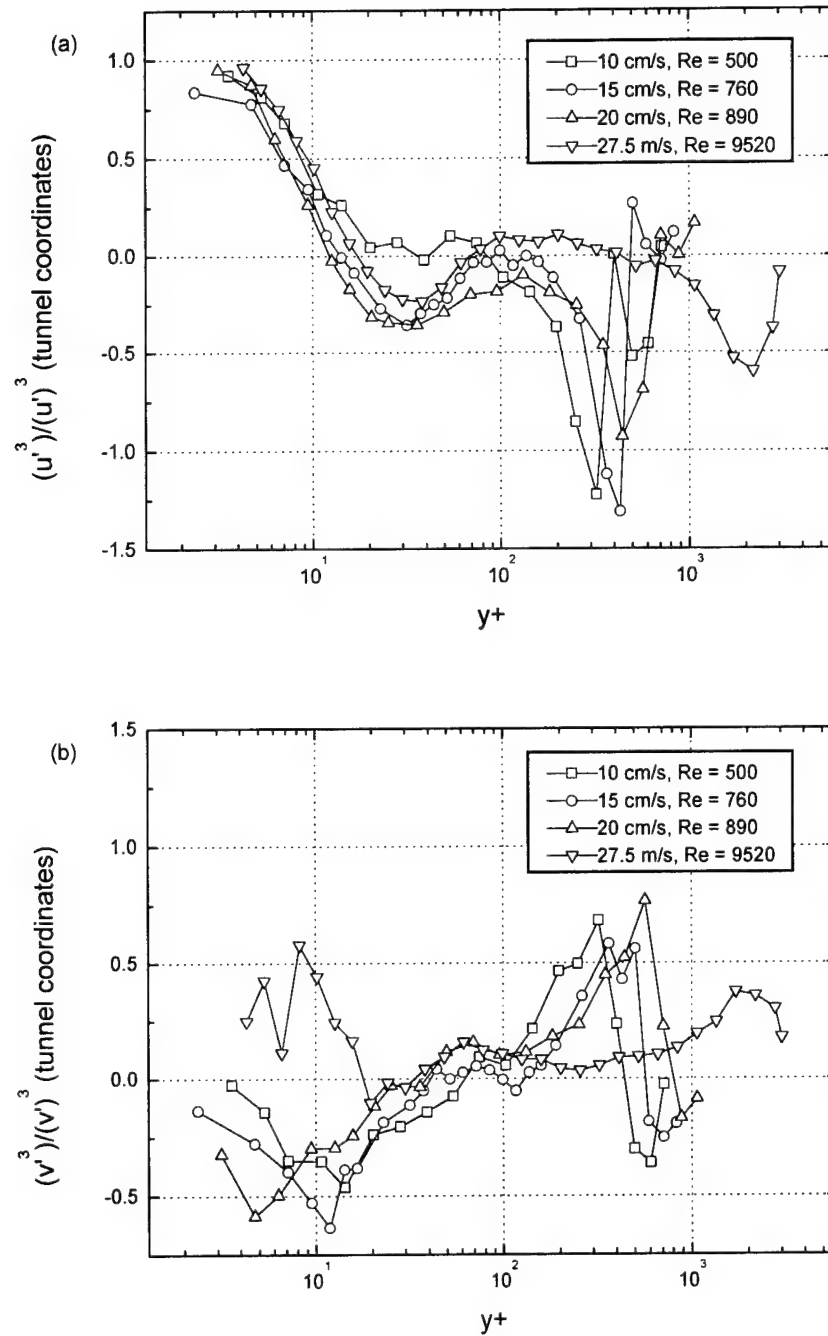 (a)
10 cm/s, Re = 500
15 cm/s, Re = 760
20 cm/s, Re = 890
27.5 m/s, Re = 9520
1.0
0.5
0.0
-0.5
-1.0
-1.5
(u'³)/(u')³ (tunnel coordinates)
10¹
10²
10³
y+
(b)
10 cm/s, Re = 500
15 cm/s, Re = 760
20 cm/s, Re = 890
27.5 m/s, Re = 9520
1.5
1.0
0.5
0.0
-0.5
(v'³)/(v')³ (tunnel coordinates)
10¹
10²
10³
y+